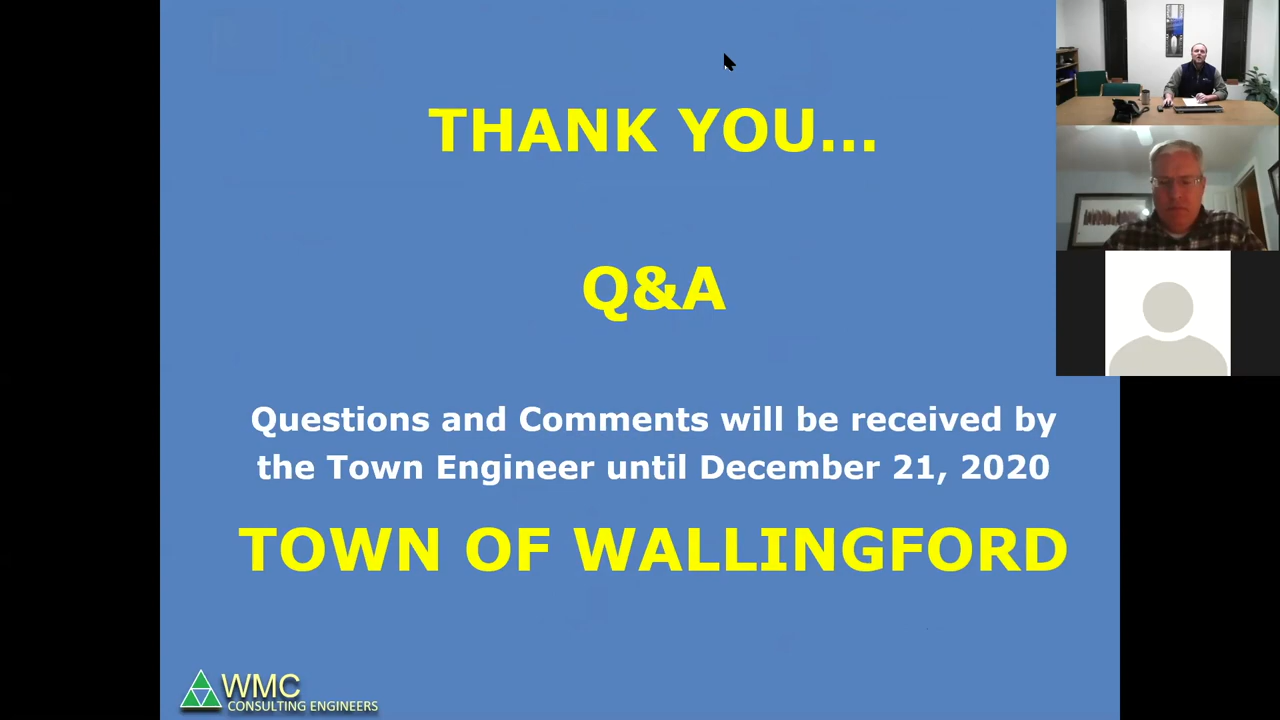 THANK YOU...
Q&A
Questions and Comments will be received by
the Town Engineer until December 21, 2020
TOWN OF WALLINGFORD
WMC
CONSULTING ENGINEERS